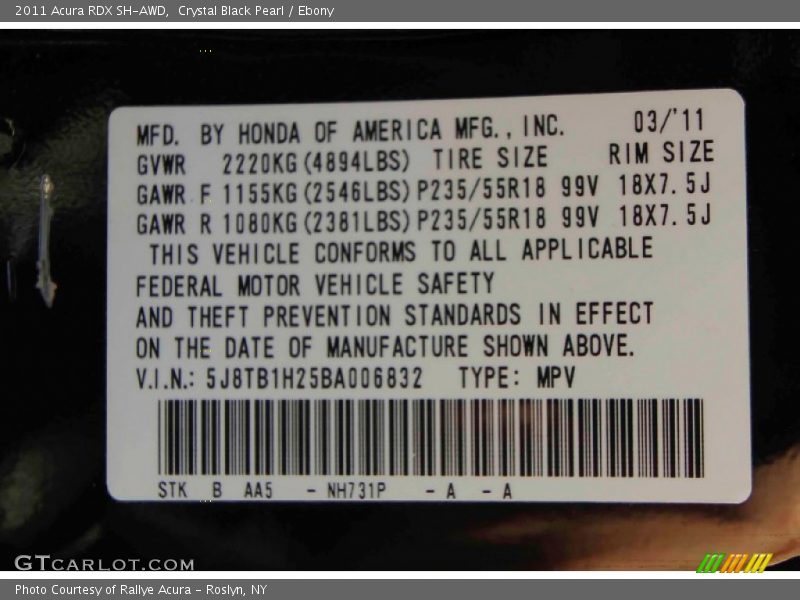 2011 Acura RDX SH-AWD,  Crystal Black Pearl / Ebony
MFD. BY HONDA OF AMERICA MFG., INC. 03/'11
GVWR 2220KG(4894LBS) TIRE SIZE RIM SIZE
GAWR F 1155KG(2546LBS)P235/55R18 99V 18X7.5J
GAWR R 1080KG(2381LBS)P235/55R18 99V 18X7.5J
THIS VEHICLE CONFORMS TO ALL APPLICABLE
FEDERAL MOTOR VEHICLE SAFETY
AND THEFT PREVENTION STANDARDS IN EFFECT
ON THE DATE OF MANUFACTURE SHOWN ABOVE.
V.I.N.: 5J8TB1H25BA006832 TYPE: MPV
STK B AA5 - NH731P - A - A
GTCARLOT.COM
Photo Courtesy of Rallye Acura - Roslyn, NY